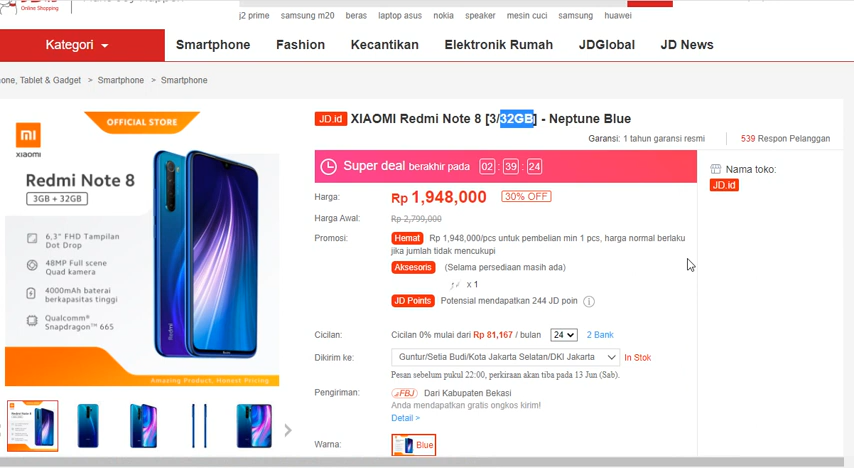 Online Shopping
j2 prime samsung m20 beras laptop asus nokia speaker mesin cuci samsung huawei
Kategori Smartphone Fashion Kecantikan Elektronik Rumah JDGlobal JD News
Tablet & Gadget > Smartphone > Smartphone
OFFICIAL STORE
mi
XIAOMI
Redmi Note 8
3GB + 32GB
6,3" FHD Tampilan
Dot Drop
48MP Full scene
Quad kamera
4000mAh baterai
berkapasitas tinggi
Qualcomm®
Snapdragon™ 665
Redmi
Amazing Product, Honest Pricing
JD.id XIAOMI Redmi Note 8 [3/32GB] - Neptune Blue
Garansi: 1 tahun garansi resmi 539 Respon Pelanggan
Super deal berakhir pada 02 : 39 : 24
Harga: Rp 1,948,000 30% OFF
Harga Awal: Rp 2,799,000
Promosi: Hemat Rp 1,948,000/pcs untuk pembelian min 1 pcs, harga normal berlaku
jika jumlah tidak mencukupi
Aksesoris (Selama persediaan masih ada)
x 1
JD Points Potensial mendapatkan 244 JD poin
Cicilan: Cicilan 0% mulai dari Rp 81,167 / bulan 24 2 Bank
Dikirim ke: Guntur/Setia Budi/Kota Jakarta Selatan/DKI Jakarta In Stok
Pesan sebelum pukul 22:00, perkiraan akan tiba pada 13 Jun (Sab).
Pengiriman: FBJ Dari Kabupaten Bekasi
Anda mendapatkan gratis ongkos kirim!
Detail >
Warna: Blue
Nama toko:
JD.id